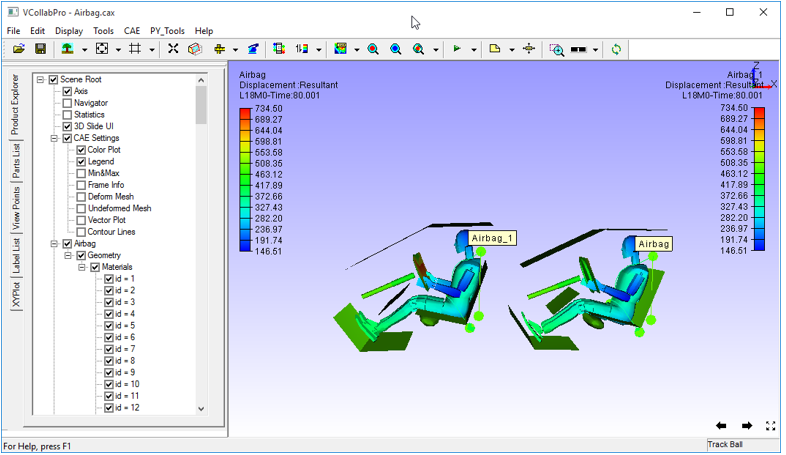 VCollabPro - Airbag.cax
File Edit Display Tools CAE PY_Tools Help
Product Explorer
Parts List
View Points
Label List
XYPlot
Scene Root
Axis
Navigator
Statistics
3D Slide UI
CAE Settings
Color Plot
Legend
Min&Max
Frame Info
Deform Mesh
Undeformed Mesh
Vector Plot
Contour Lines
Airbag
Geometry
Materials
id = 1
id = 2
id = 3
id = 4
id = 5
id = 6
id = 7
id = 8
id = 9
id = 10
id = 11
id = 12
Airbag
Displacement :Resultant
L18M0-Time:80.001
734.50
689.27
644.04
598.81
553.58
508.35
463.12
417.89
372.66
327.43
282.20
236.97
191.74
146.51
Airbag_1
Displacement :Resultant
L18M0-Time:80.001
734.50
689.27
644.04
598.81
553.58
508.35
463.12
417.89
372.66
327.43
282.20
236.97
191.74
146.51
Z
X
Airbag_1
Airbag
For Help, press F1
Track Ball